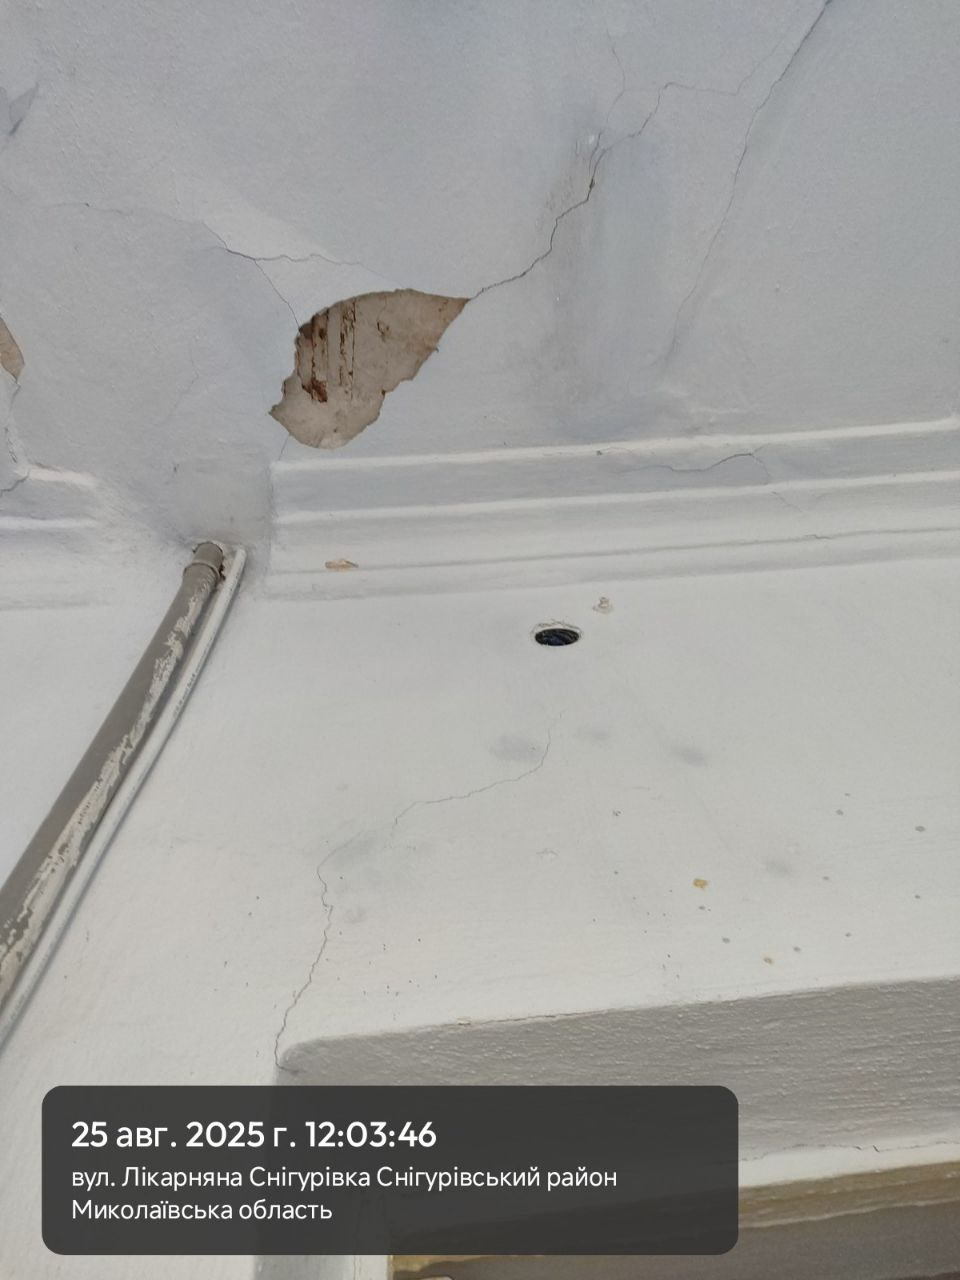 25 авг. 2025 г. 12:03:46
вул. Лікарняна Снігурівка Снігурівський район
Миколаївська область